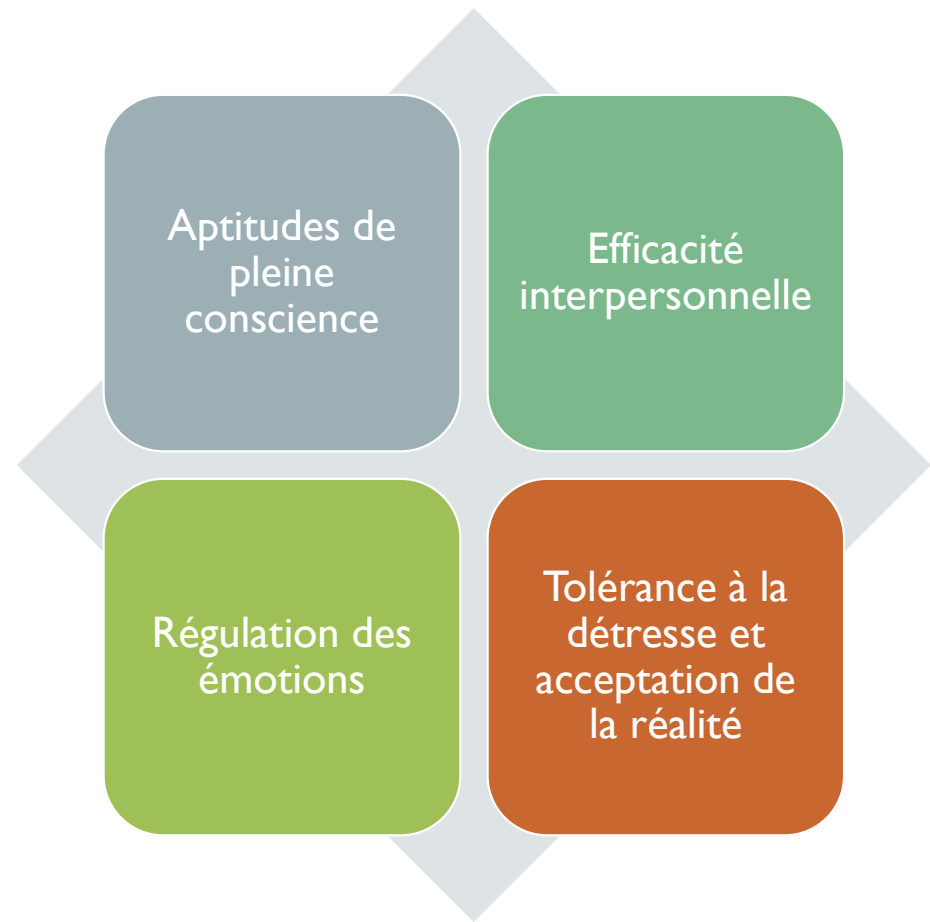 Aptitudes de
pleine
conscience
Efficacité
interpersonnelle
Régulation des
émotions
Tolérance à la
détresse et
acceptation de
la réalité